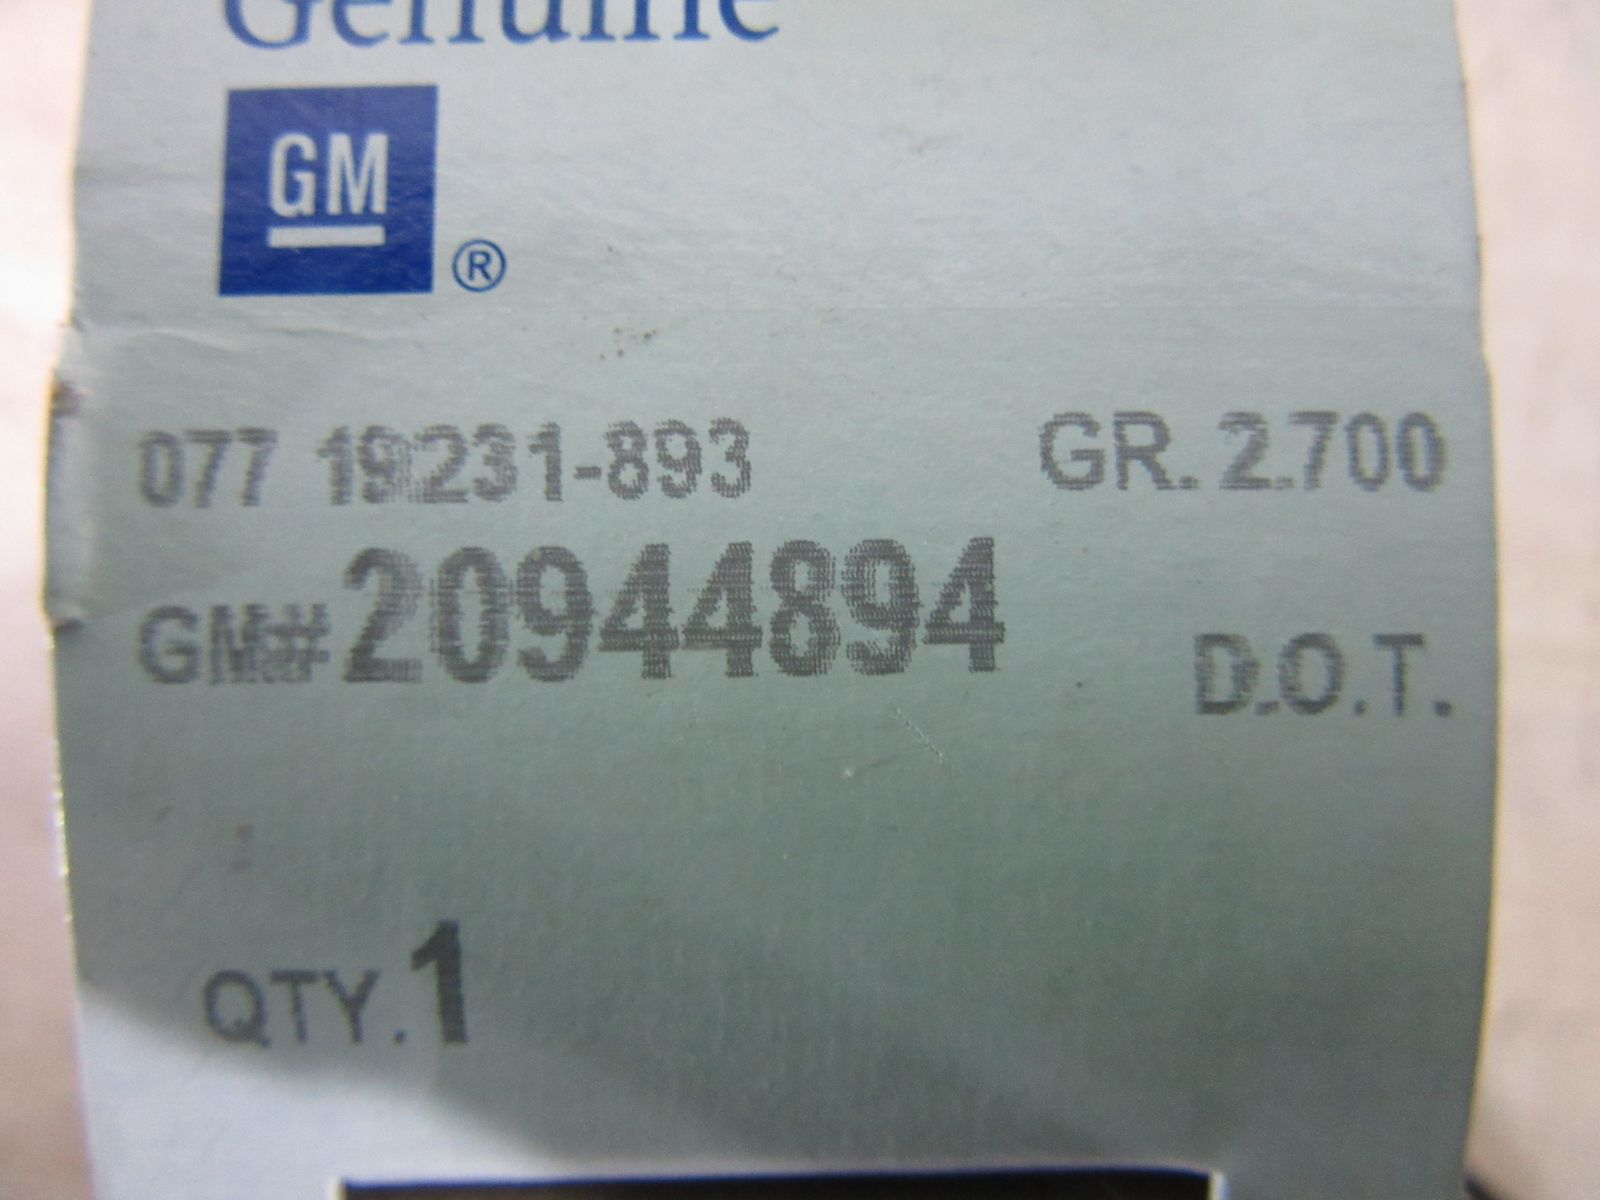 Genuine
GM ®
077 19231-893 GR. 2.700
GM# 20944894 D.O.T.
QTY. 1